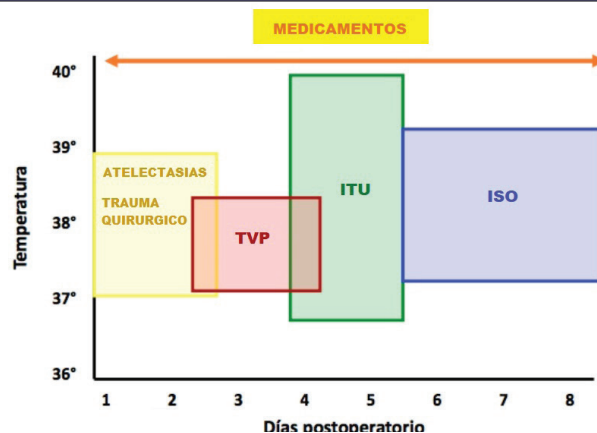 MEDICAMENTOS
Temperatura
40°
39°
38°
37°
36°
ATELECTASIAS
TRAUMA
QUIRURGICO
TVP
ITU
ISO
1 2 3 4 5 6 7 8
Días postoperatorio